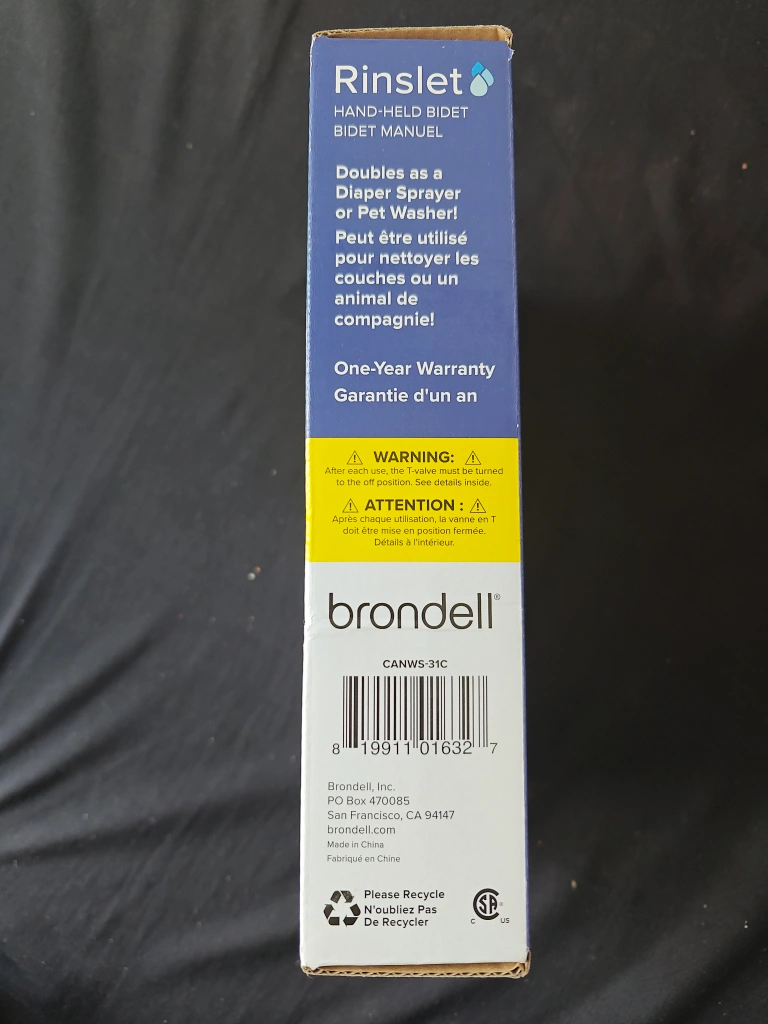 Rinslet
HAND-HELD BIDET
BIDET MANUEL
Doubles as a
Diaper Sprayer
or Pet Washer!
Peut être utilisé
pour nettoyer les
couches ou un
animal de
compagnie!
One-Year Warranty
Garantie d'un an
WARNING:
After each use, the T-valve must be turned
to the off position. See details inside.
ATTENTION :
Après chaque utilisation, la vanne en T
doit être mise en position fermée.
Détails à l'intérieur.
brondell®
CANWS-31C
8 19911 01632 7
Brondell, Inc.
PO Box 470085
San Francisco, CA 94147
brondell.com
Made in China
Fabriqué en Chine
Please Recycle
N'oubliez Pas
De Recycler
C SA® US